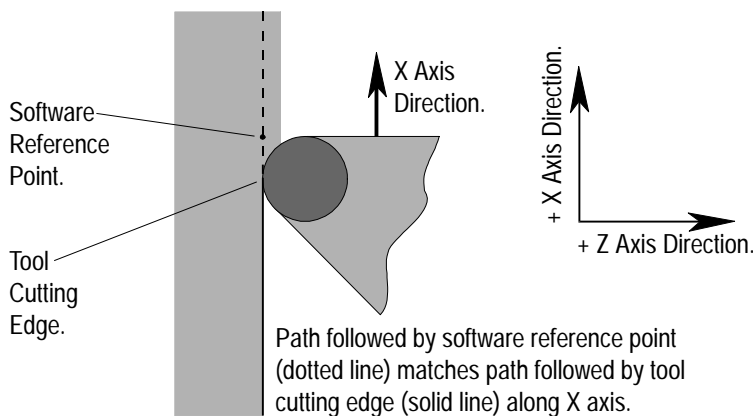 X Axis
Direction.
Software
Reference
Point.
+ X Axis Direction.
+ Z Axis Direction.
Tool
Cutting
Edge.
Path followed by software reference point
(dotted line) matches path followed by tool
cutting edge (solid line) along X axis.